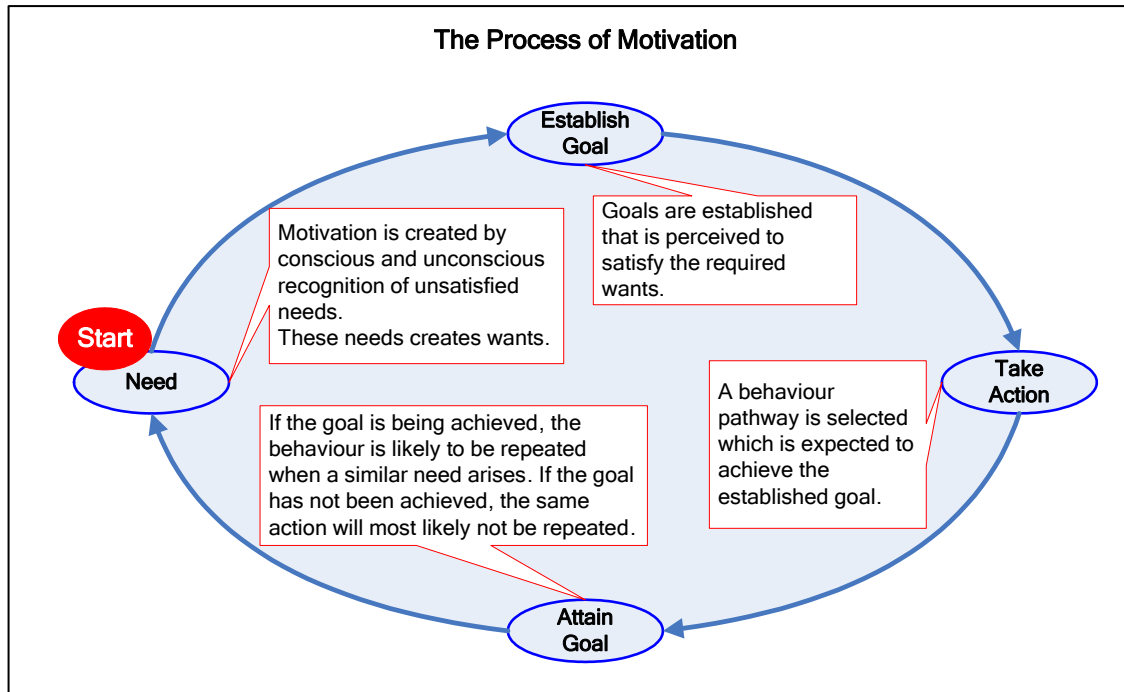 The Process of Motivation
Establish
Goal
Goals are established
that is perceived to
satisfy the required
wants.
Motivation is created by
conscious and unconscious
recognition of unsatisfied
needs.
These needs creates wants.
Start
Need
Take
Action
A behaviour
pathway is selected
which is expected to
achieve the
established goal.
If the goal is being achieved, the
behaviour is likely to be repeated
when a similar need arises. If the goal
has not been achieved, the same
action will most likely not be repeated.
Attain
Goal